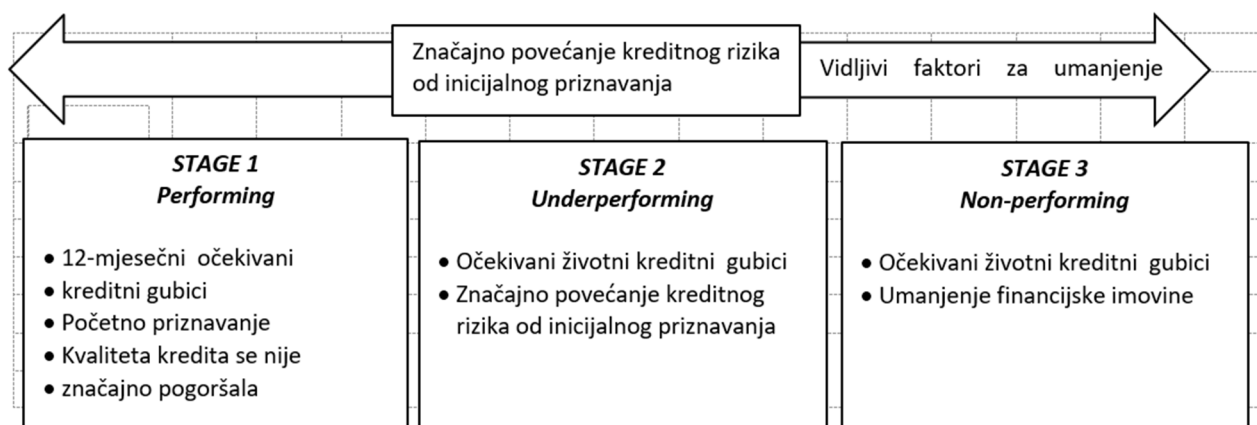 Značajno povećanje kreditnog rizika
od inicijalnog priznavanja
Vidljivi faktori za umanjenje
STAGE 1
Performing
• 12-mjesečni očekivani
• kreditni gubici
• Početno priznavanje
• Kvaliteta kredita se nije
• značajno pogoršala
STAGE 2
Underperforming
• Očekivani životni kreditni gubici
• Značajno povećanje kreditnog
rizika od inicijalnog priznavanja
STAGE 3
Non-performing
• Očekivani životni kreditni gubici
• Umanjenje financijske imovine